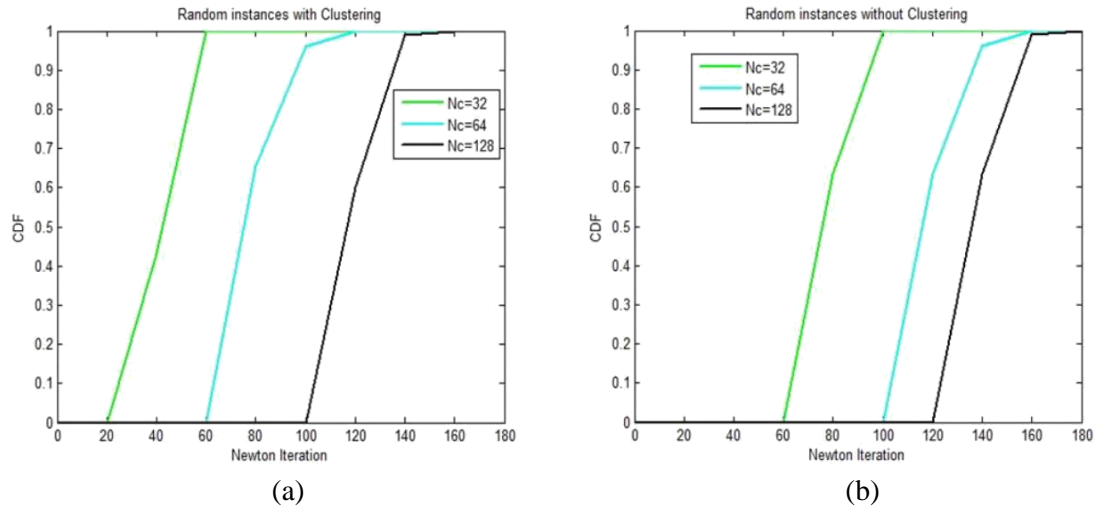 Random instances with Clustering
1
0.9
0.8
0.7
0.6
0.5
0.4
0.3
0.2
0.1
0
CDF
Nc=32
Nc=64
Nc=128
0 20 40 60 80 100 120 140 160 180
Newton Iteration
(a)
Random instances without Clustering
1
0.9
0.8
0.7
0.6
0.5
0.4
0.3
0.2
0.1
0
CDF
Nc=32
Nc=64
Nc=128
0 20 40 60 80 100 120 140 160 180
Newton Iteration
(b)